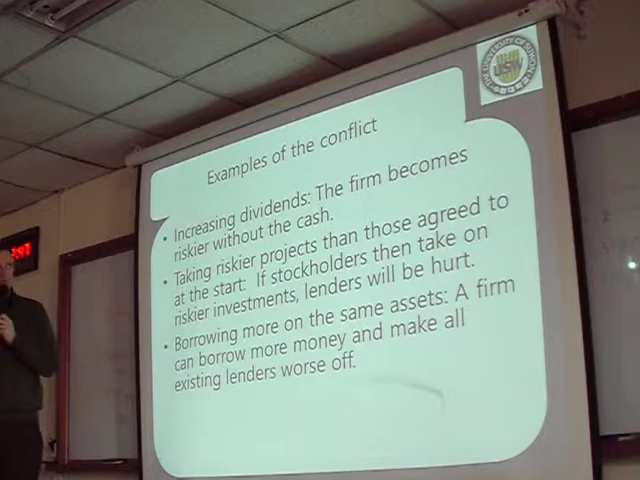 Examples of the conflict
• Increasing dividends: The firm becomes
riskier without the cash.
• Taking riskier projects than those agreed to
at the start: If stockholders then take on
riskier investments, lenders will be hurt.
• Borrowing more on the same assets: A firm
can borrow more money and make all
existing lenders worse off.
USW